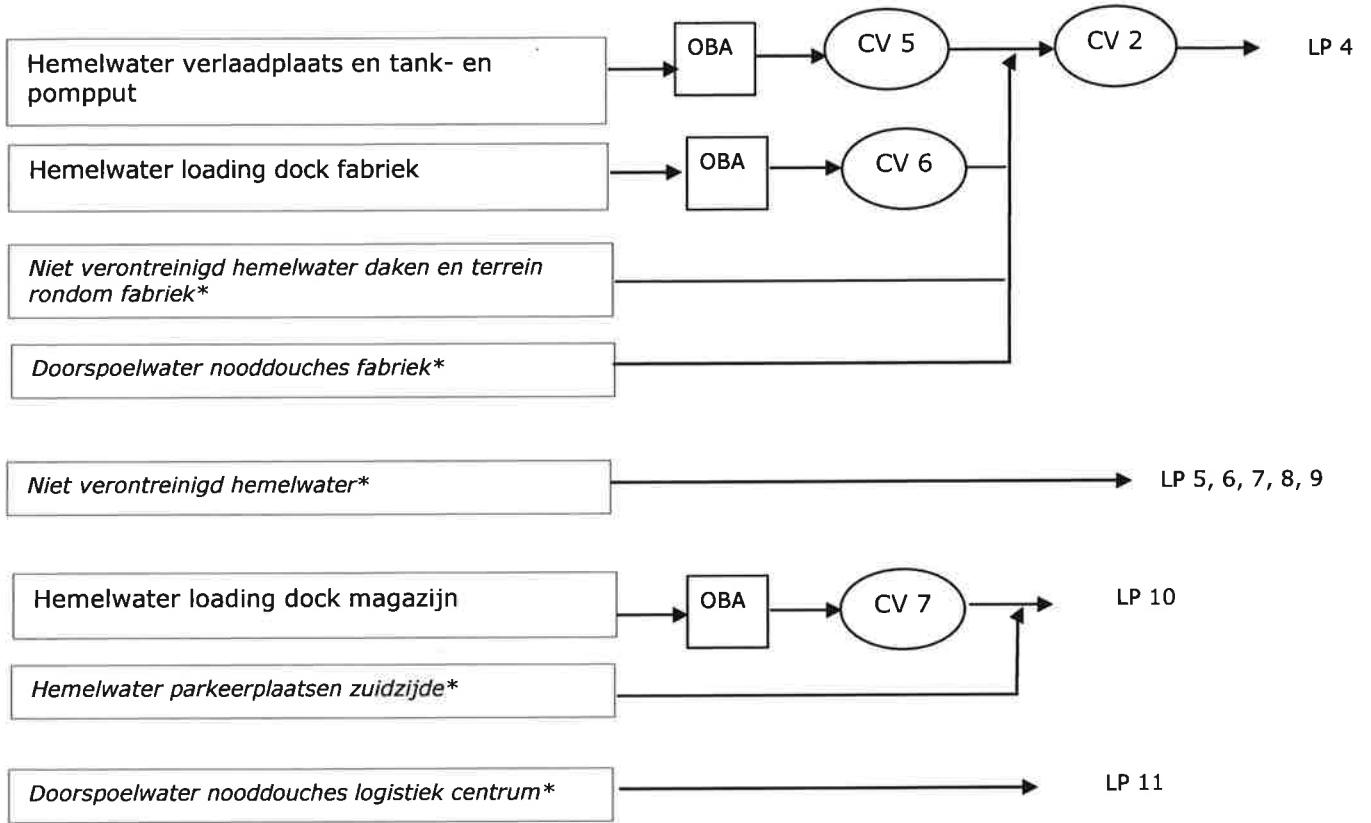 Hemelwater verlaadplaats en tank- en
pompput
OBA
CV 5
CV 2
LP 4
Hemelwater loading dock fabriek
OBA
CV 6
Niet verontreinigd hemelwater daken en terrein
rondom fabriek*
Doorspoelwater nooddouches fabriek*
Niet verontreinigd hemelwater*
LP 5, 6, 7, 8, 9
Hemelwater loading dock magazijn
OBA
CV 7
LP 10
Hemelwater parkeerplaatsen zuidzijde*
Doorspoelwater nooddouches logistiek centrum*
LP 11